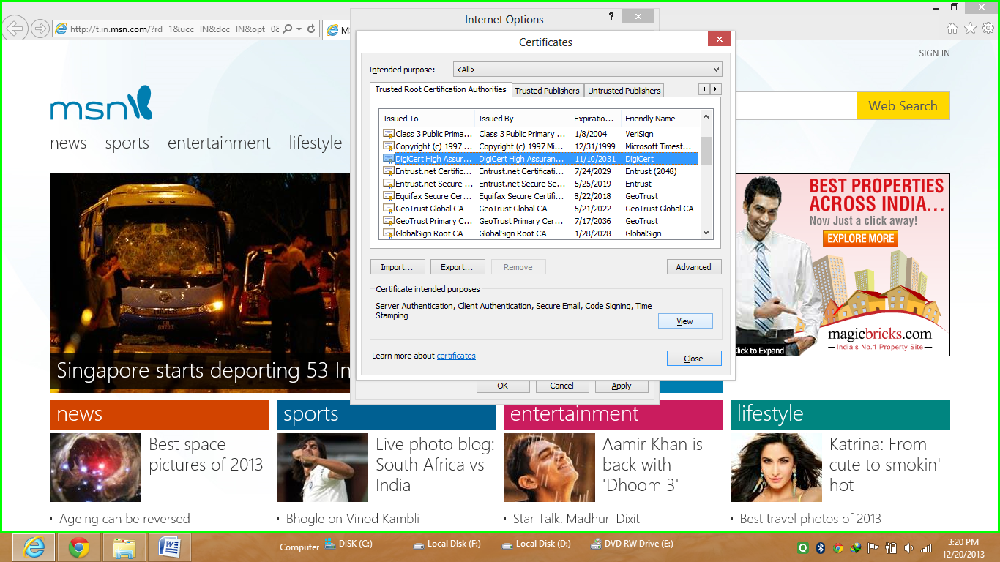 Internet Options
?
http://t.in.msn.com/?rd=1&ucc=IN&dcc=IN&opt=0&
Certificates
SIGN IN
Intended purpose:
<All>
Trusted Root Certification Authorities
Trusted Publishers
Untrusted Publishers
msn
Web Search
news sports entertainment lifestyle
Issued To Issued By Expiratio... Friendly Name
Class 3 Public Prima... Class 3 Public Primary ... 1/8/2004 VeriSign
Copyright (c) 1997 ... Copyright (c) 1997 Mi... 12/31/1999 Microsoft Timest...
DigiCert High Assur... DigiCert High Assuran... 11/10/2031 DigiCert
Entrust.net Certific... Entrust.net Certificati... 7/24/2029 Entrust (2048)
Entrust.net Secure ... Entrust.net Secure Se... 5/25/2019 Entrust
Equifax Secure Cer... Equifax Secure Certifi... 8/22/2018 GeoTrust
GeoTrust Global CA GeoTrust Global CA 5/21/2022 GeoTrust Global CA
GeoTrust Primary C... GeoTrust Primary Cer... 7/17/2036 GeoTrust
GlobalSign Root CA GlobalSign Root CA 1/28/2028 GlobalSign
Import... Export... Remove Advanced
Certificate intended purposes
Server Authentication, Client Authentication, Secure Email, Code Signing, Time
Stamping
View
Learn more about certificates
Close
OK Cancel Apply
BEST PROPERTIES
ACROSS INDIA...
Now Just a click away!
EXPLORE MORE
magicbricks.com
India's No.1 Property Site
Click to Expand
Singapore starts deporting 53 In
news
Best space
pictures of 2013
Ageing can be reversed
sports
Live photo blog:
South Africa vs
India
Bhogle on Vinod Kambli
entertainment
Aamir Khan is
back with
'Dhoom 3'
Star Talk: Madhuri Dixit
lifestyle
Katrina: From
cute to smokin'
hot
Best travel photos of 2013
Computer DISK (C:) Local DIsk (F:) Local Disk (D:) DVD RW Drive (E:)
3:20 PM
12/20/2013